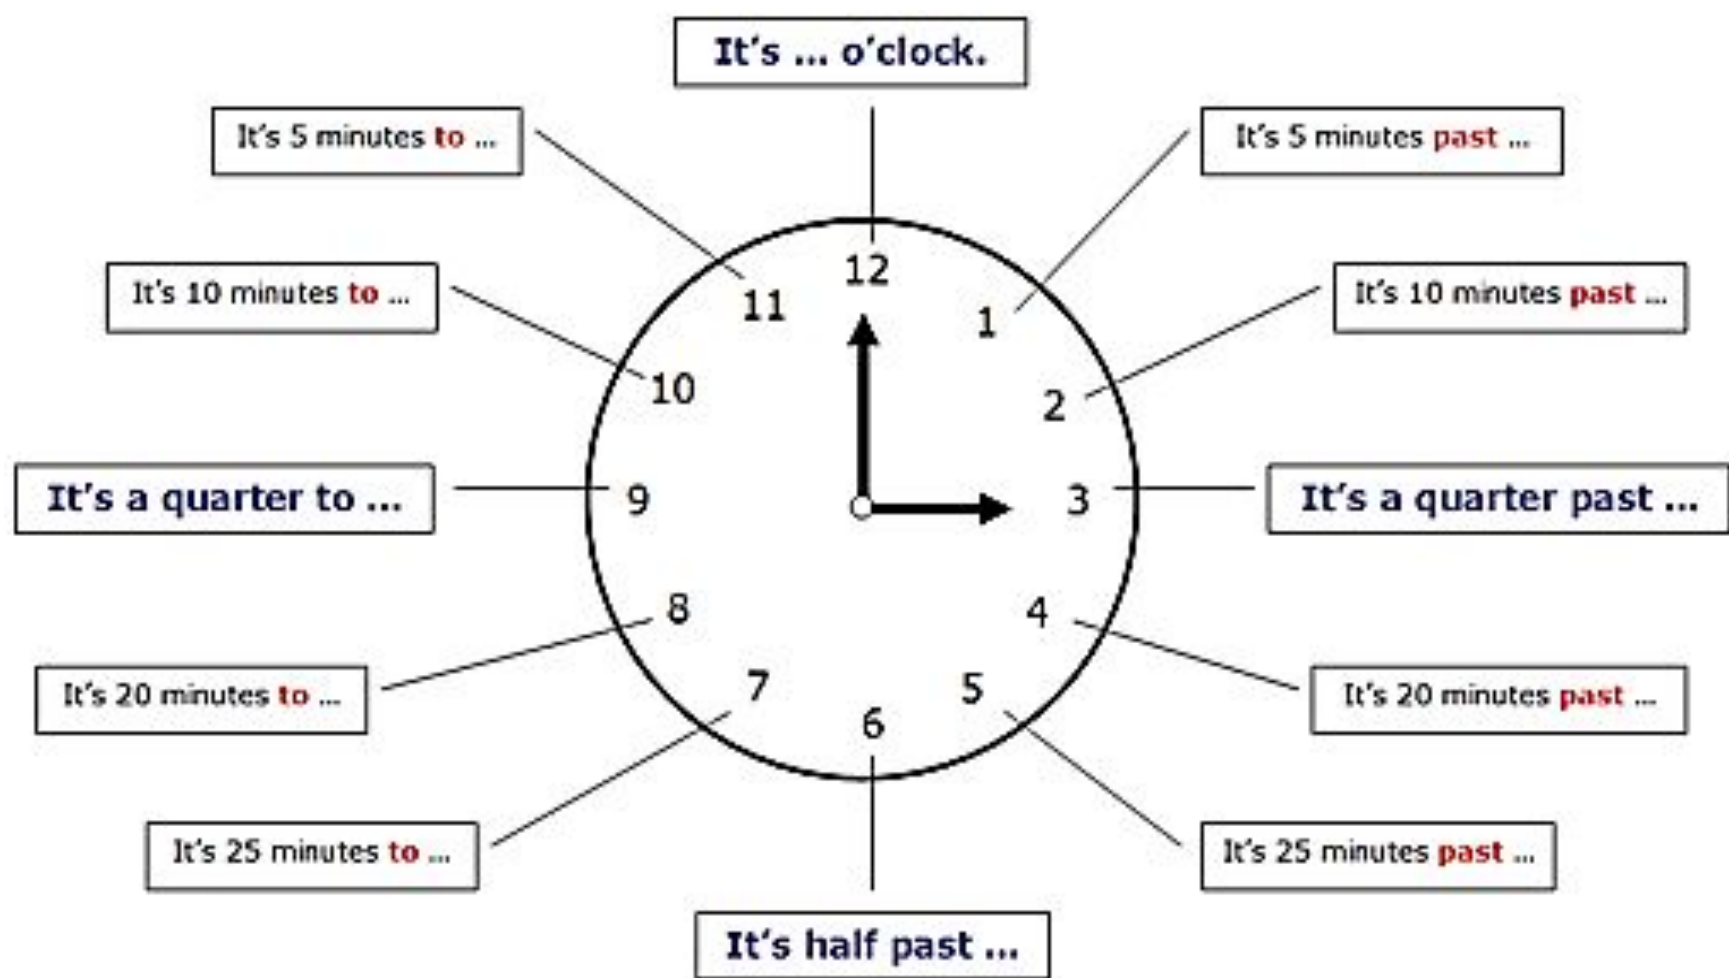 It's ... o'clock.
It's 5 minutes to ...
It's 5 minutes past ...
It's 10 minutes to ...
It's 10 minutes past ...
12
11
1
10
2
It's a quarter to ...
9
3
It's a quarter past ...
8
4
It's 20 minutes to ...
7
5
It's 20 minutes past ...
6
It's 25 minutes to ...
It's 25 minutes past ...
It's half past ...